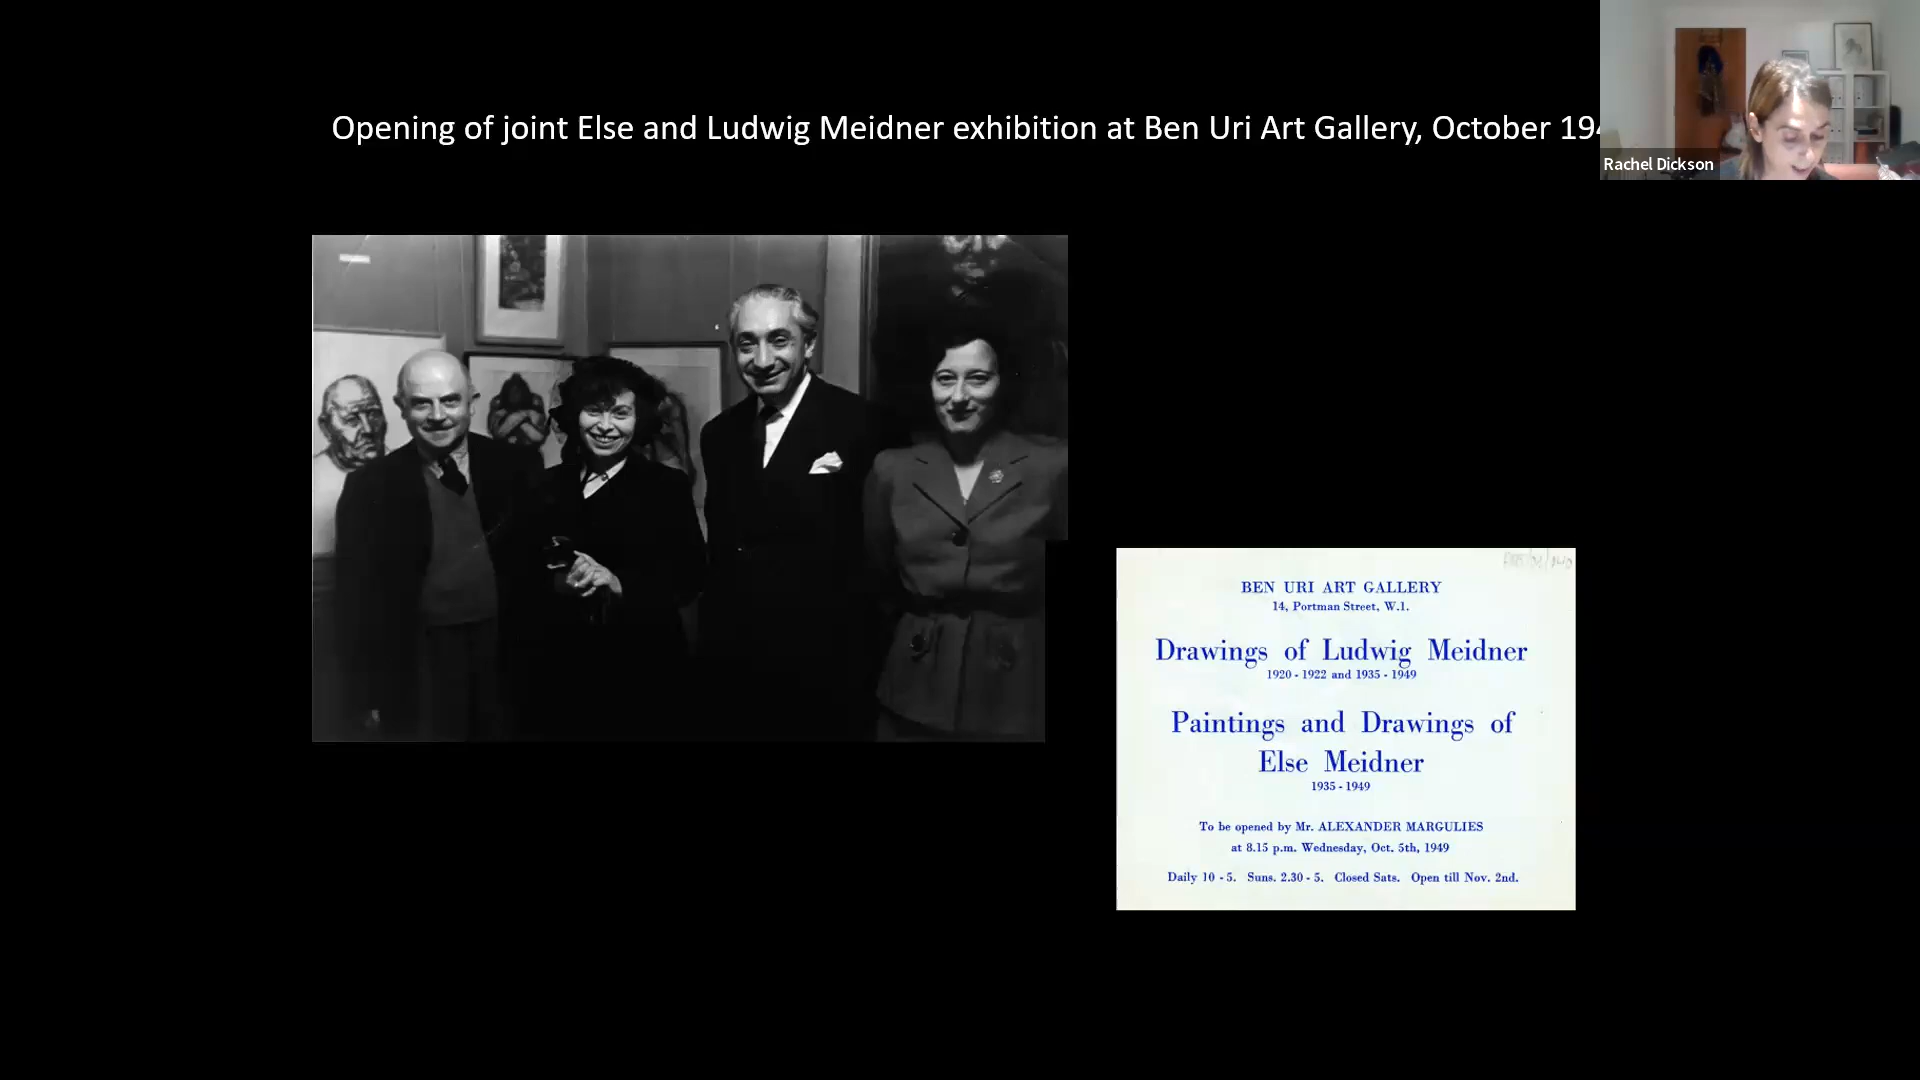 Opening of joint Else and Ludwig Meidner exhibition at Ben Uri Art Gallery, October 194
Rachel Dickson
BEN URI ART GALLERY
14, Portman Street, W.1.
Drawings of Ludwig Meidner
1920 - 1922 and 1935 - 1949
Paintings and Drawings of
Else Meidner
1935 - 1949
To be opened by Mr. ALEXANDER MARGULIES
at 8.15 p.m. Wednesday, Oct. 5th, 1949
Daily 10 - 5. Suns. 2.30 - 5. Closed Sats. Open till Nov. 2nd.